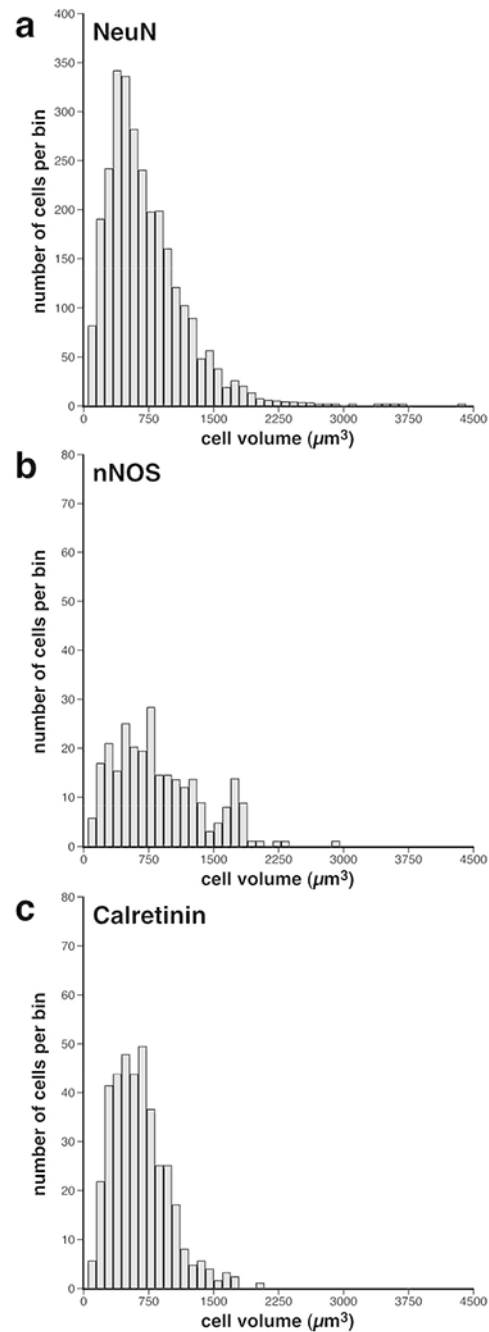 a
NeuN
400
350
300
250
200
150
100
50
0
number of cells per bin
0 750 1500 2250 3000 3750 4500
cell volume (μm³)
b
nNOS
80
70
60
50
40
30
20
10
0
number of cells per bin
0 750 1500 2250 3000 3750 4500
cell volume (μm³)
c
Calretinin
80
70
60
50
40
30
20
10
0
number of cells per bin
0 750 1500 2250 3000 3750 4500
cell volume (μm³)